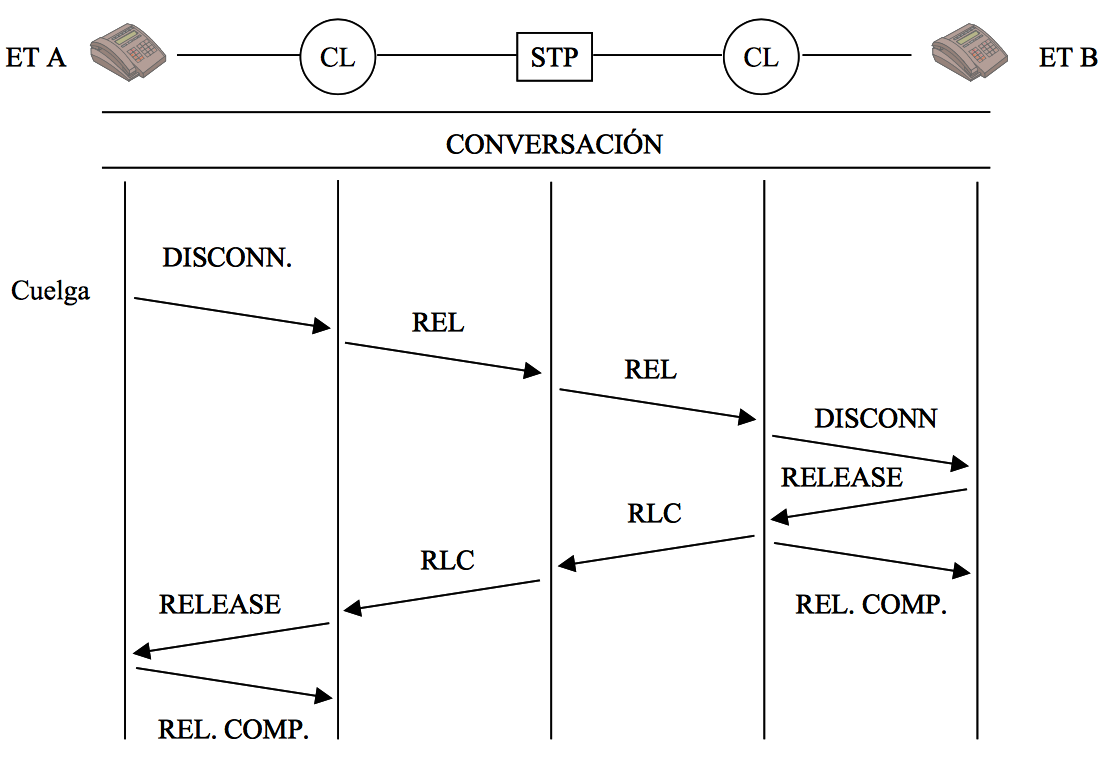 ET A CL STP CL ET B
CONVERSACIÓN
DISCONN.
Cuelga
REL
REL
DISCONN
RELEASE
RLC
RLC
RELEASE
REL. COMP.
REL. COMP.